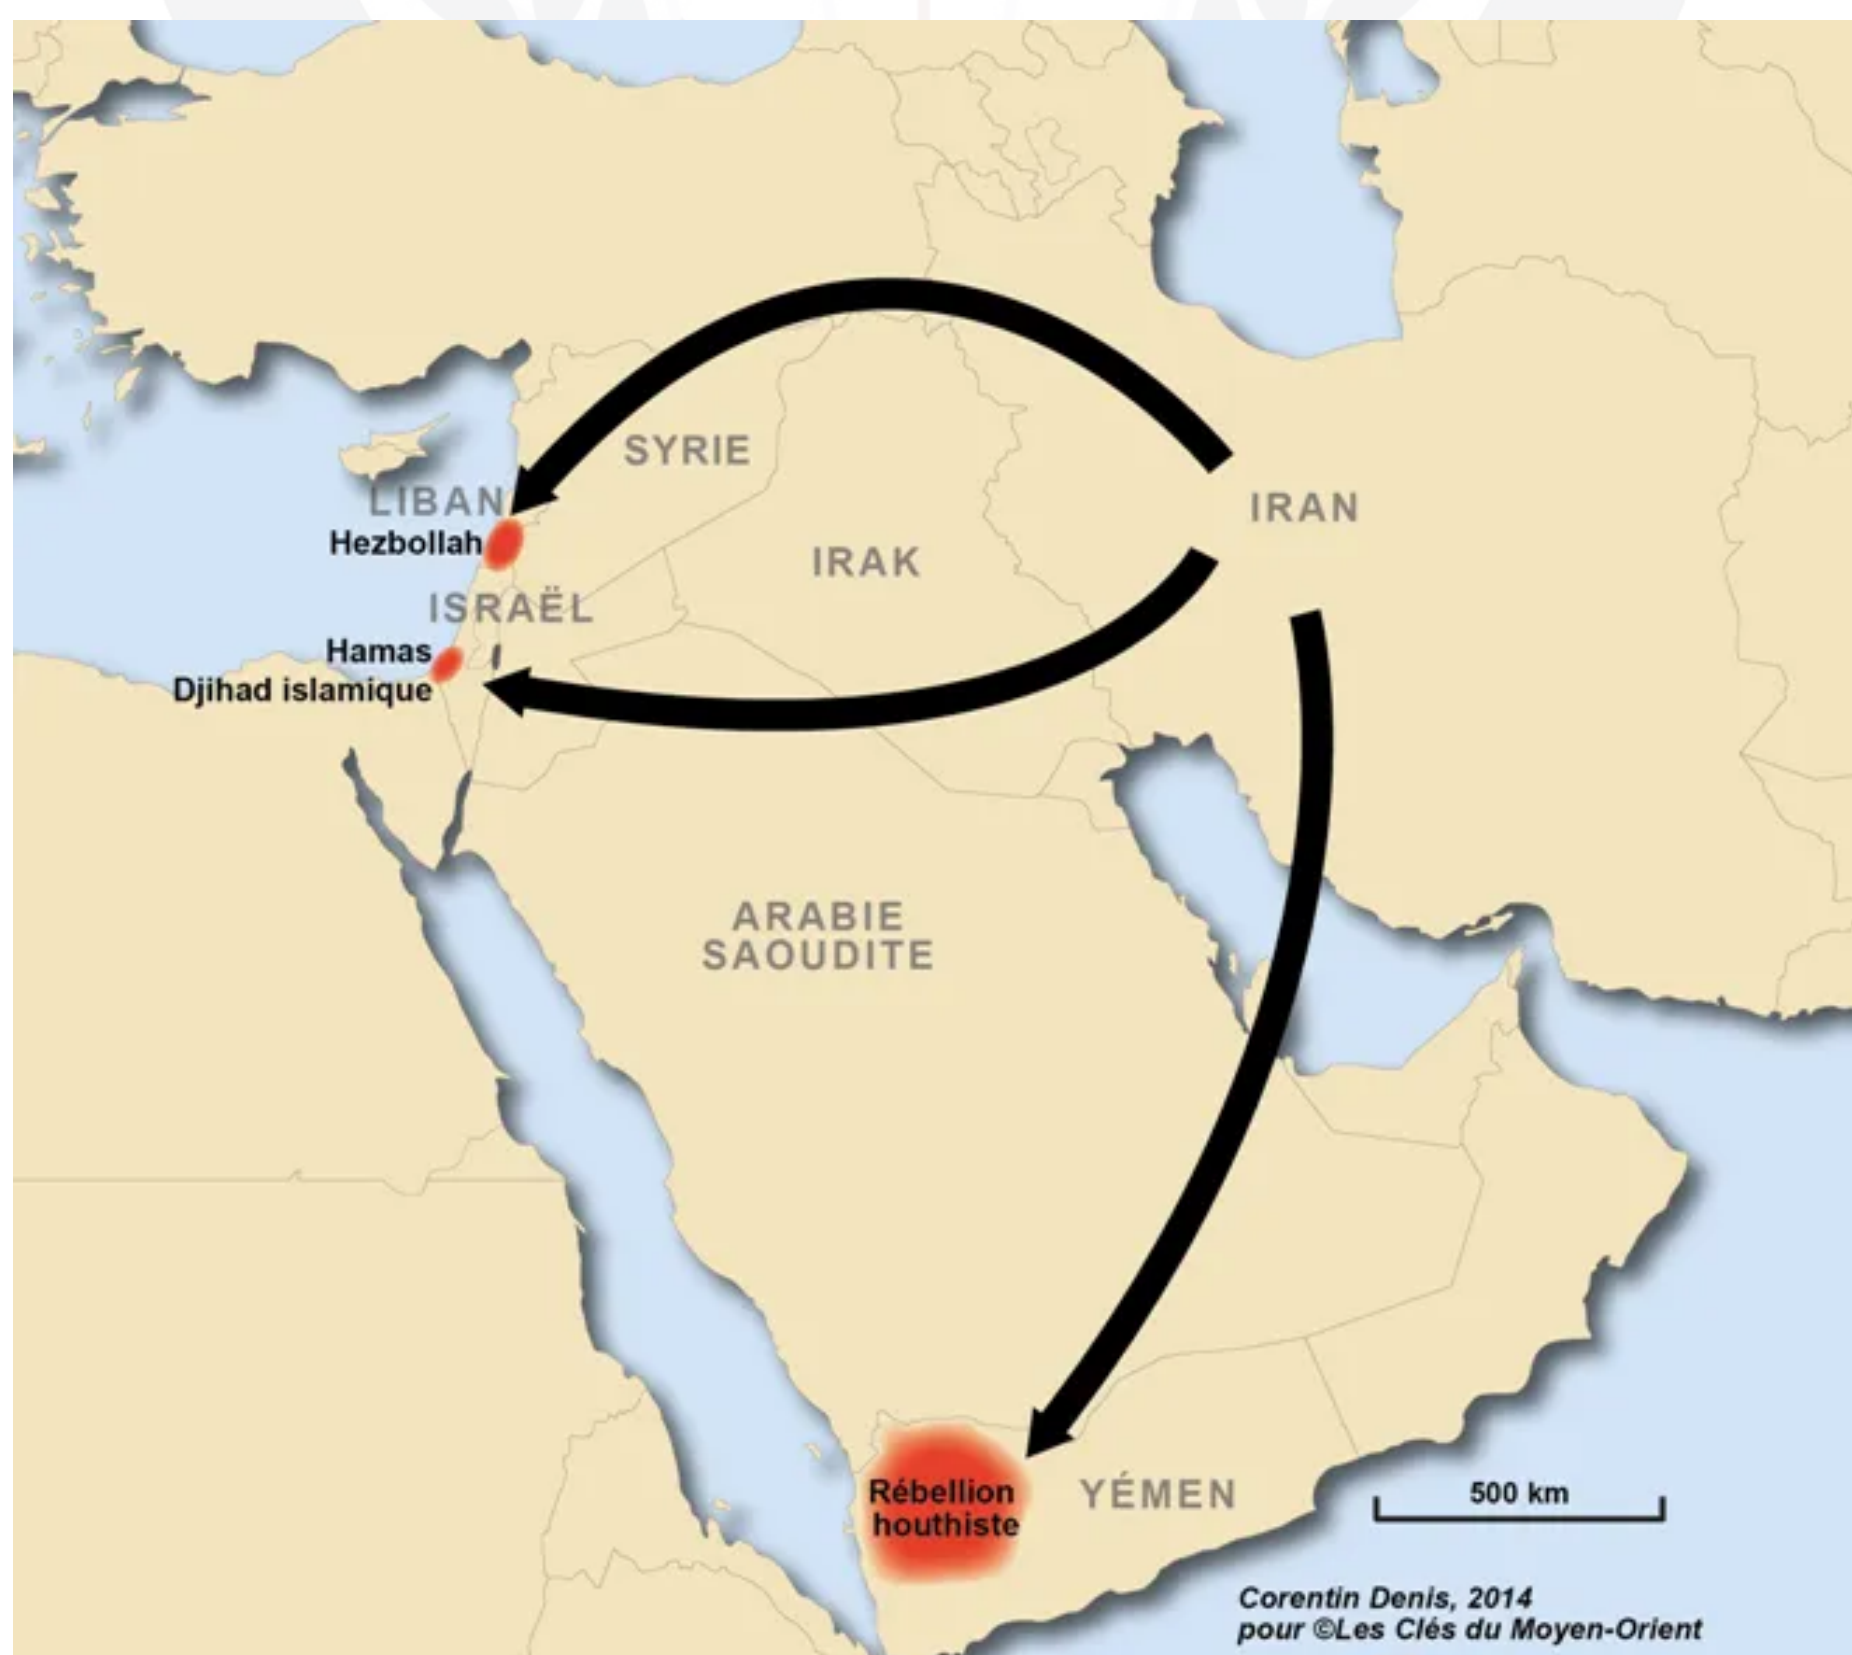 SYRIE
LIBAN
Hezbollah
IRAN
IRAK
ISRAËL
Hamas
Djihad islamique
ARABIE
SAOUDITE
Rébellion
houthiste
YÉMEN
500 km
Corentin Denis, 2014
pour ©Les Clés du Moyen-Orient